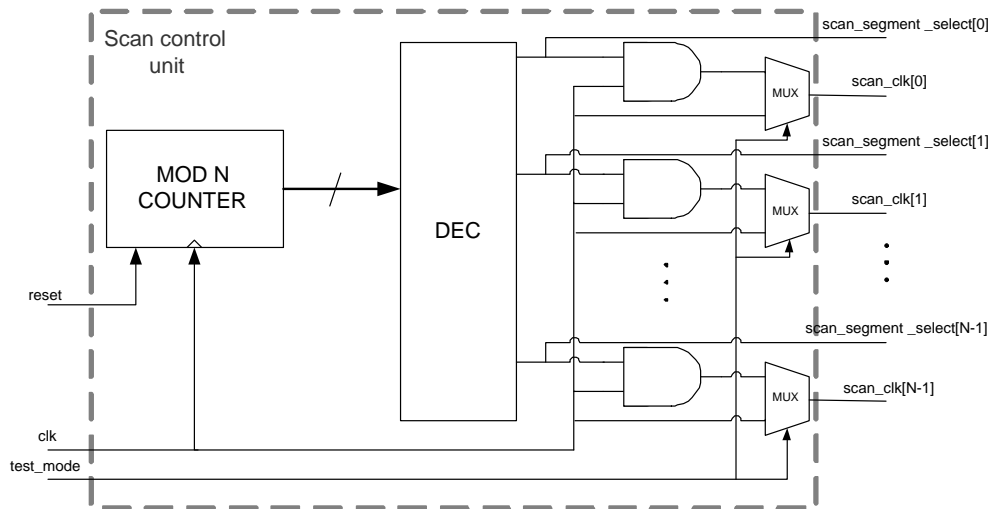 Scan control
unit
scan_segment _select[0]
MUX
scan_clk[0]
scan_segment _select[1]
MOD N
COUNTER
DEC
MUX
scan_clk[1]
reset
scan_segment _select[N-1]
MUX
scan_clk[N-1]
clk
test_mode